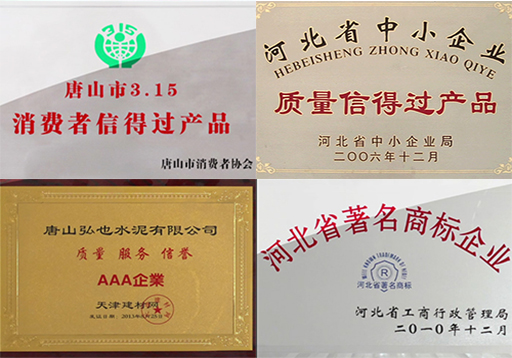 3.15
唐山市3.15
消费者信得过产品
唐山市消费者协会
河北省中小企业
HEBEISHENG ZHONG XIAO QIYE
质量信得过产品
河北省中小企业局
二〇〇六年十二月
唐山弘也水泥有限公司
质量 服务 信誉
AAA企業
天津建材网
河北省著名商标企业
R
河北省著名商标
河北省工商行政管理局
二〇一〇年十二月